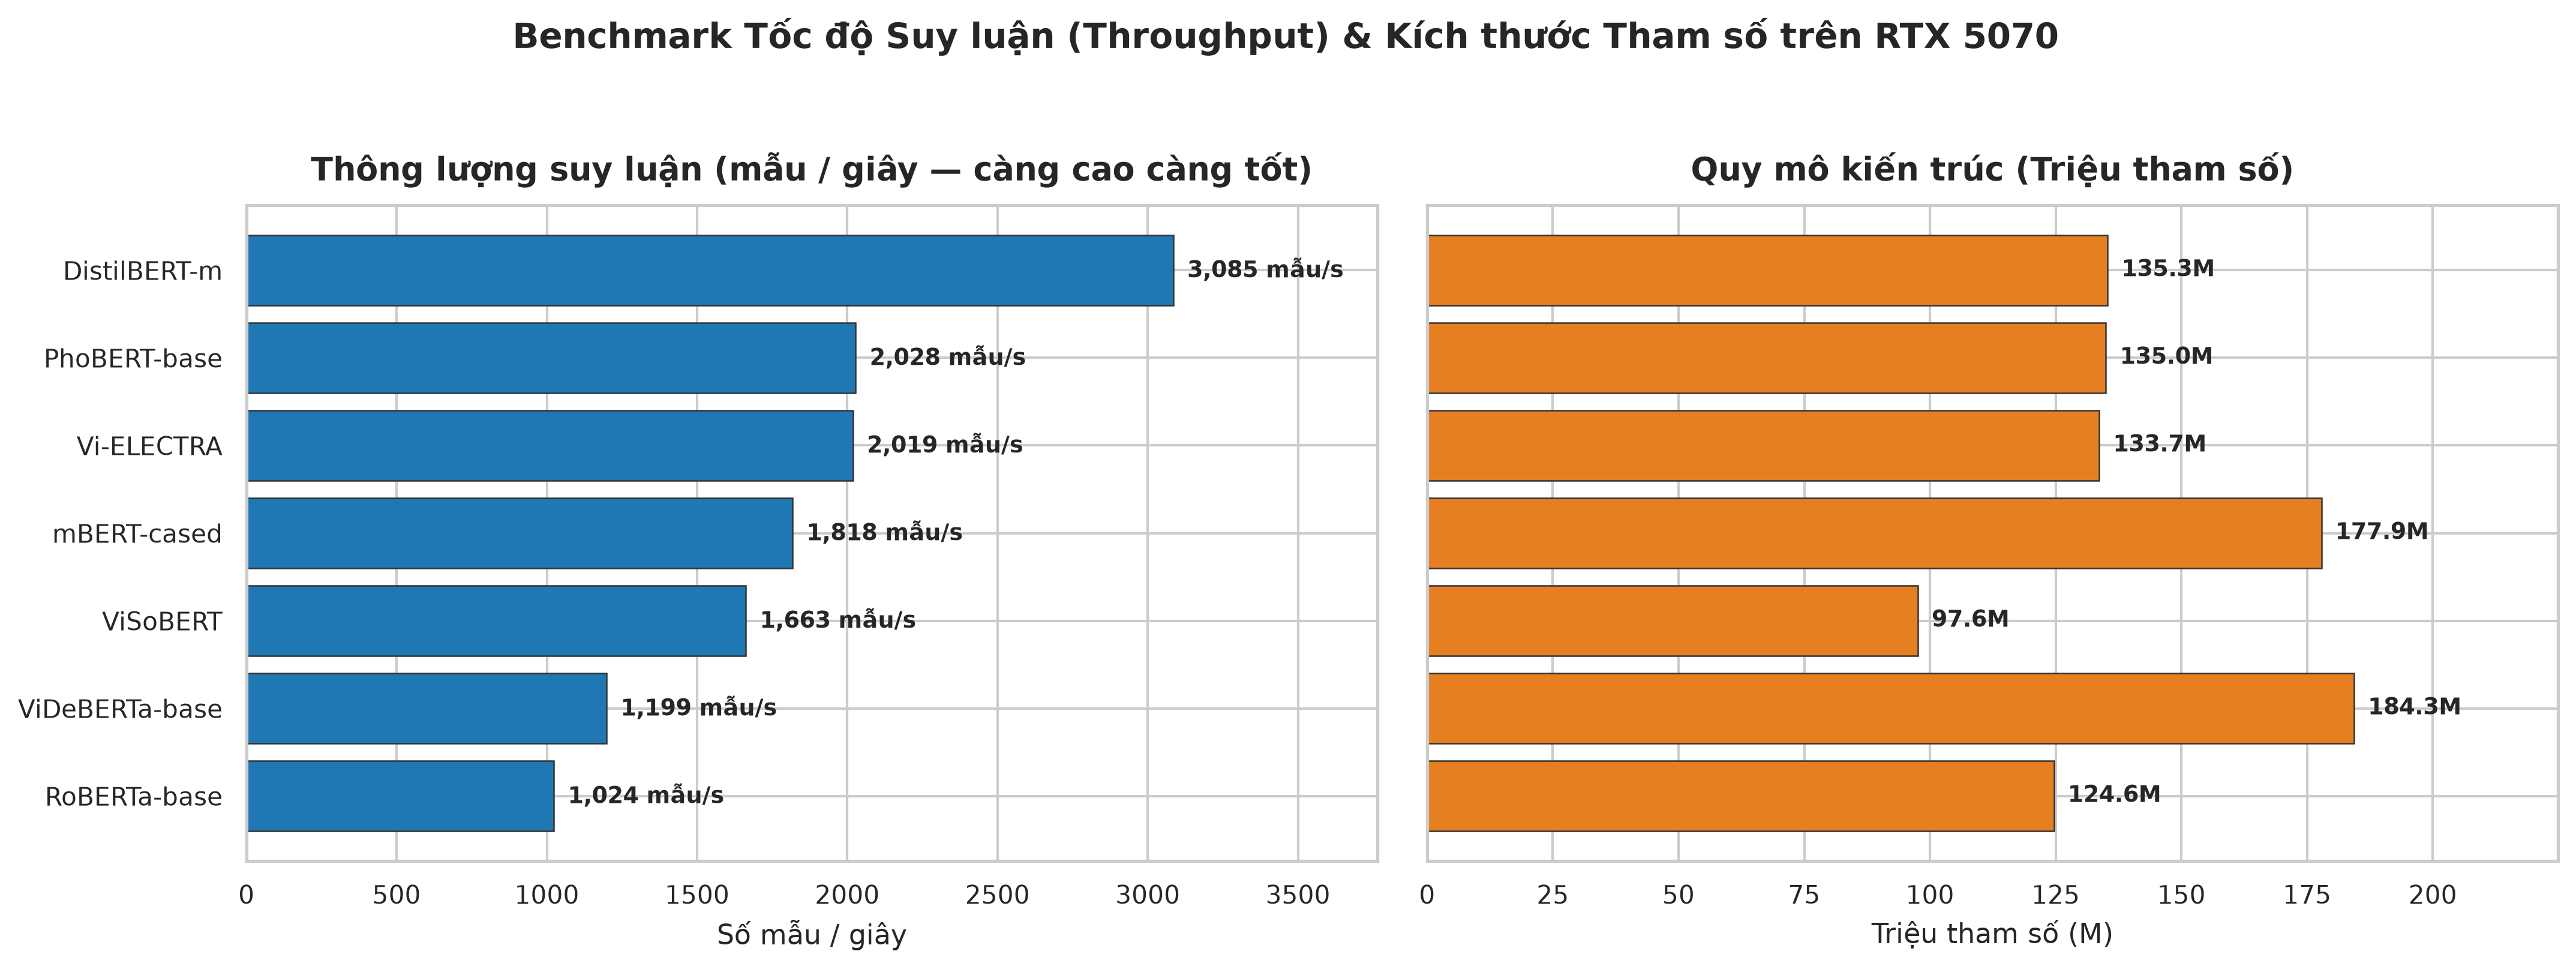 Benchmark Tốc độ Suy luận (Throughput) & Kích thước Tham số trên RTX 5070
Thông lượng suy luận (mẫu / giây — càng cao càng tốt)
DistilBERT-m
3,085 mẫu/s
PhoBERT-base
2,028 mẫu/s
Vi-ELECTRA
2,019 mẫu/s
mBERT-cased
1,818 mẫu/s
ViSoBERT
1,663 mẫu/s
ViDeBERTa-base
1,199 mẫu/s
RoBERTa-base
1,024 mẫu/s
0 500 1000 1500 2000 2500 3000 3500
Số mẫu / giây
Quy mô kiến trúc (Triệu tham số)
135.3M
135.0M
133.7M
177.9M
97.6M
184.3M
124.6M
0 25 50 75 100 125 150 175 200
Triệu tham số (M)